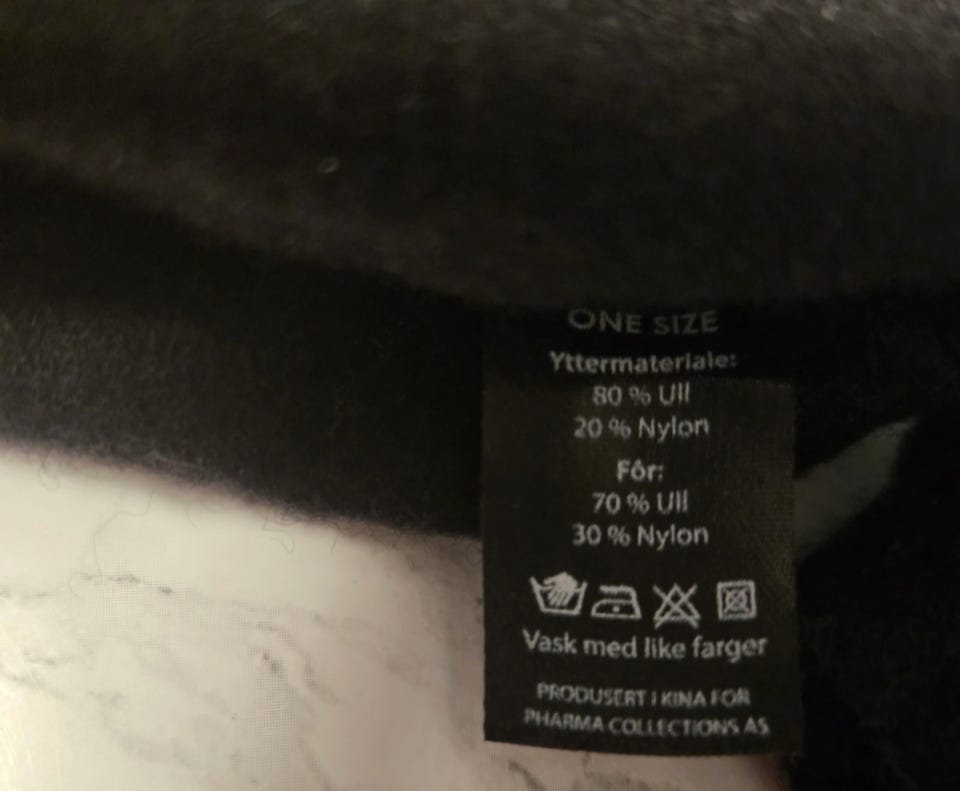 ONE SIZE
Yttermateriale:
80 % Ull
20 % Nylon
Fôr:
70 % Ull
30 % Nylon
Vask med like farger
PRODUSERT I KINA FOR
PHARMA COLLECTIONS AS